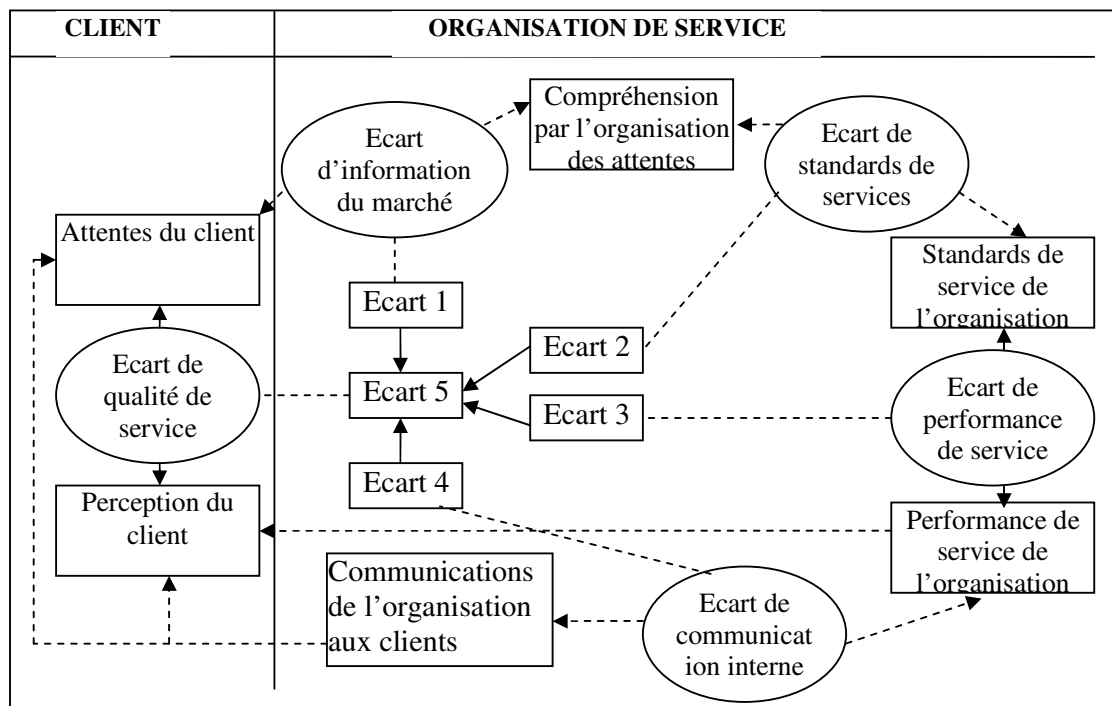 CLIENT
ORGANISATION DE SERVICE
Compréhension
par l'organisation
des attentes
Ecart
d'information
du marché
Ecart de
standards de
services
Attentes du client
Standards de
service de
l'organisation
Ecart 1
Ecart 2
Ecart 5
Ecart 3
Ecart 4
Ecart de
qualité de
service
Ecart de
performance
de service
Perception du
client
Performance de
service de
l'organisation
Communications
de l'organisation
aux clients
Ecart de
communicat
ion interne